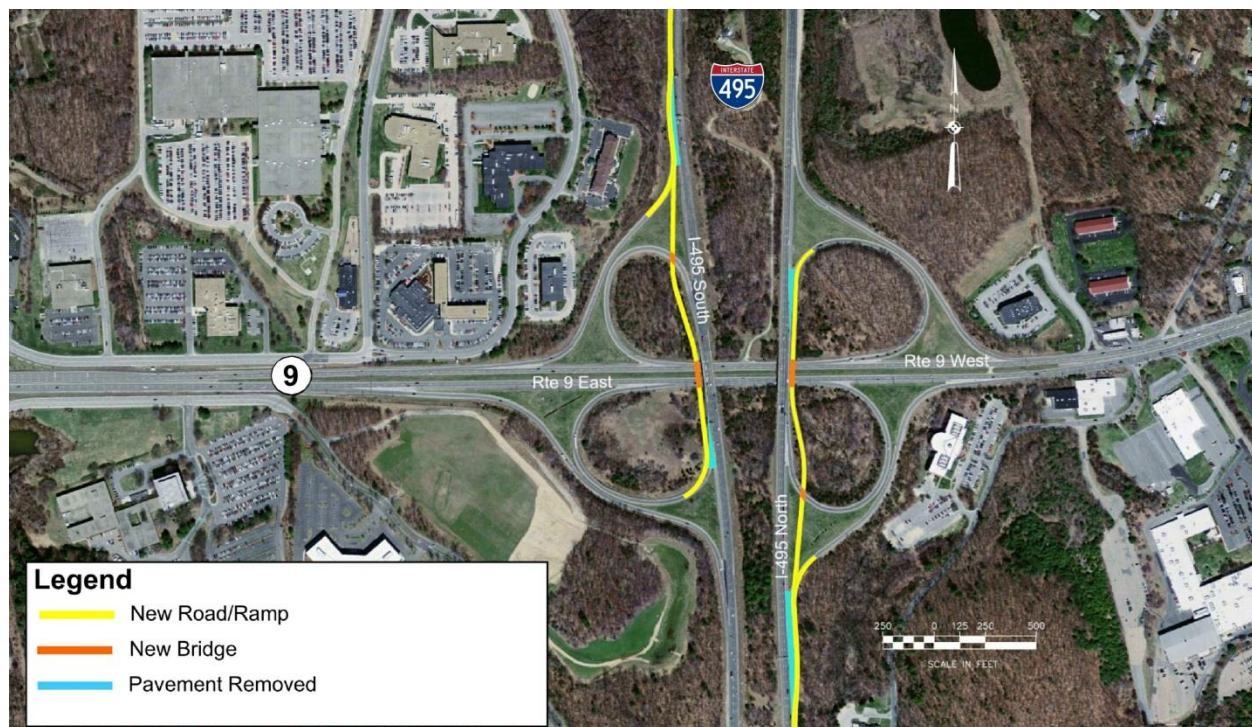 INTERSTATE
495
N
I-495 South
Rte 9 West
9
Rte 9 East
I-495 North
Legend
New Road/Ramp
New Bridge
Pavement Removed
250 0 125 250 500
SCALE IN FEET